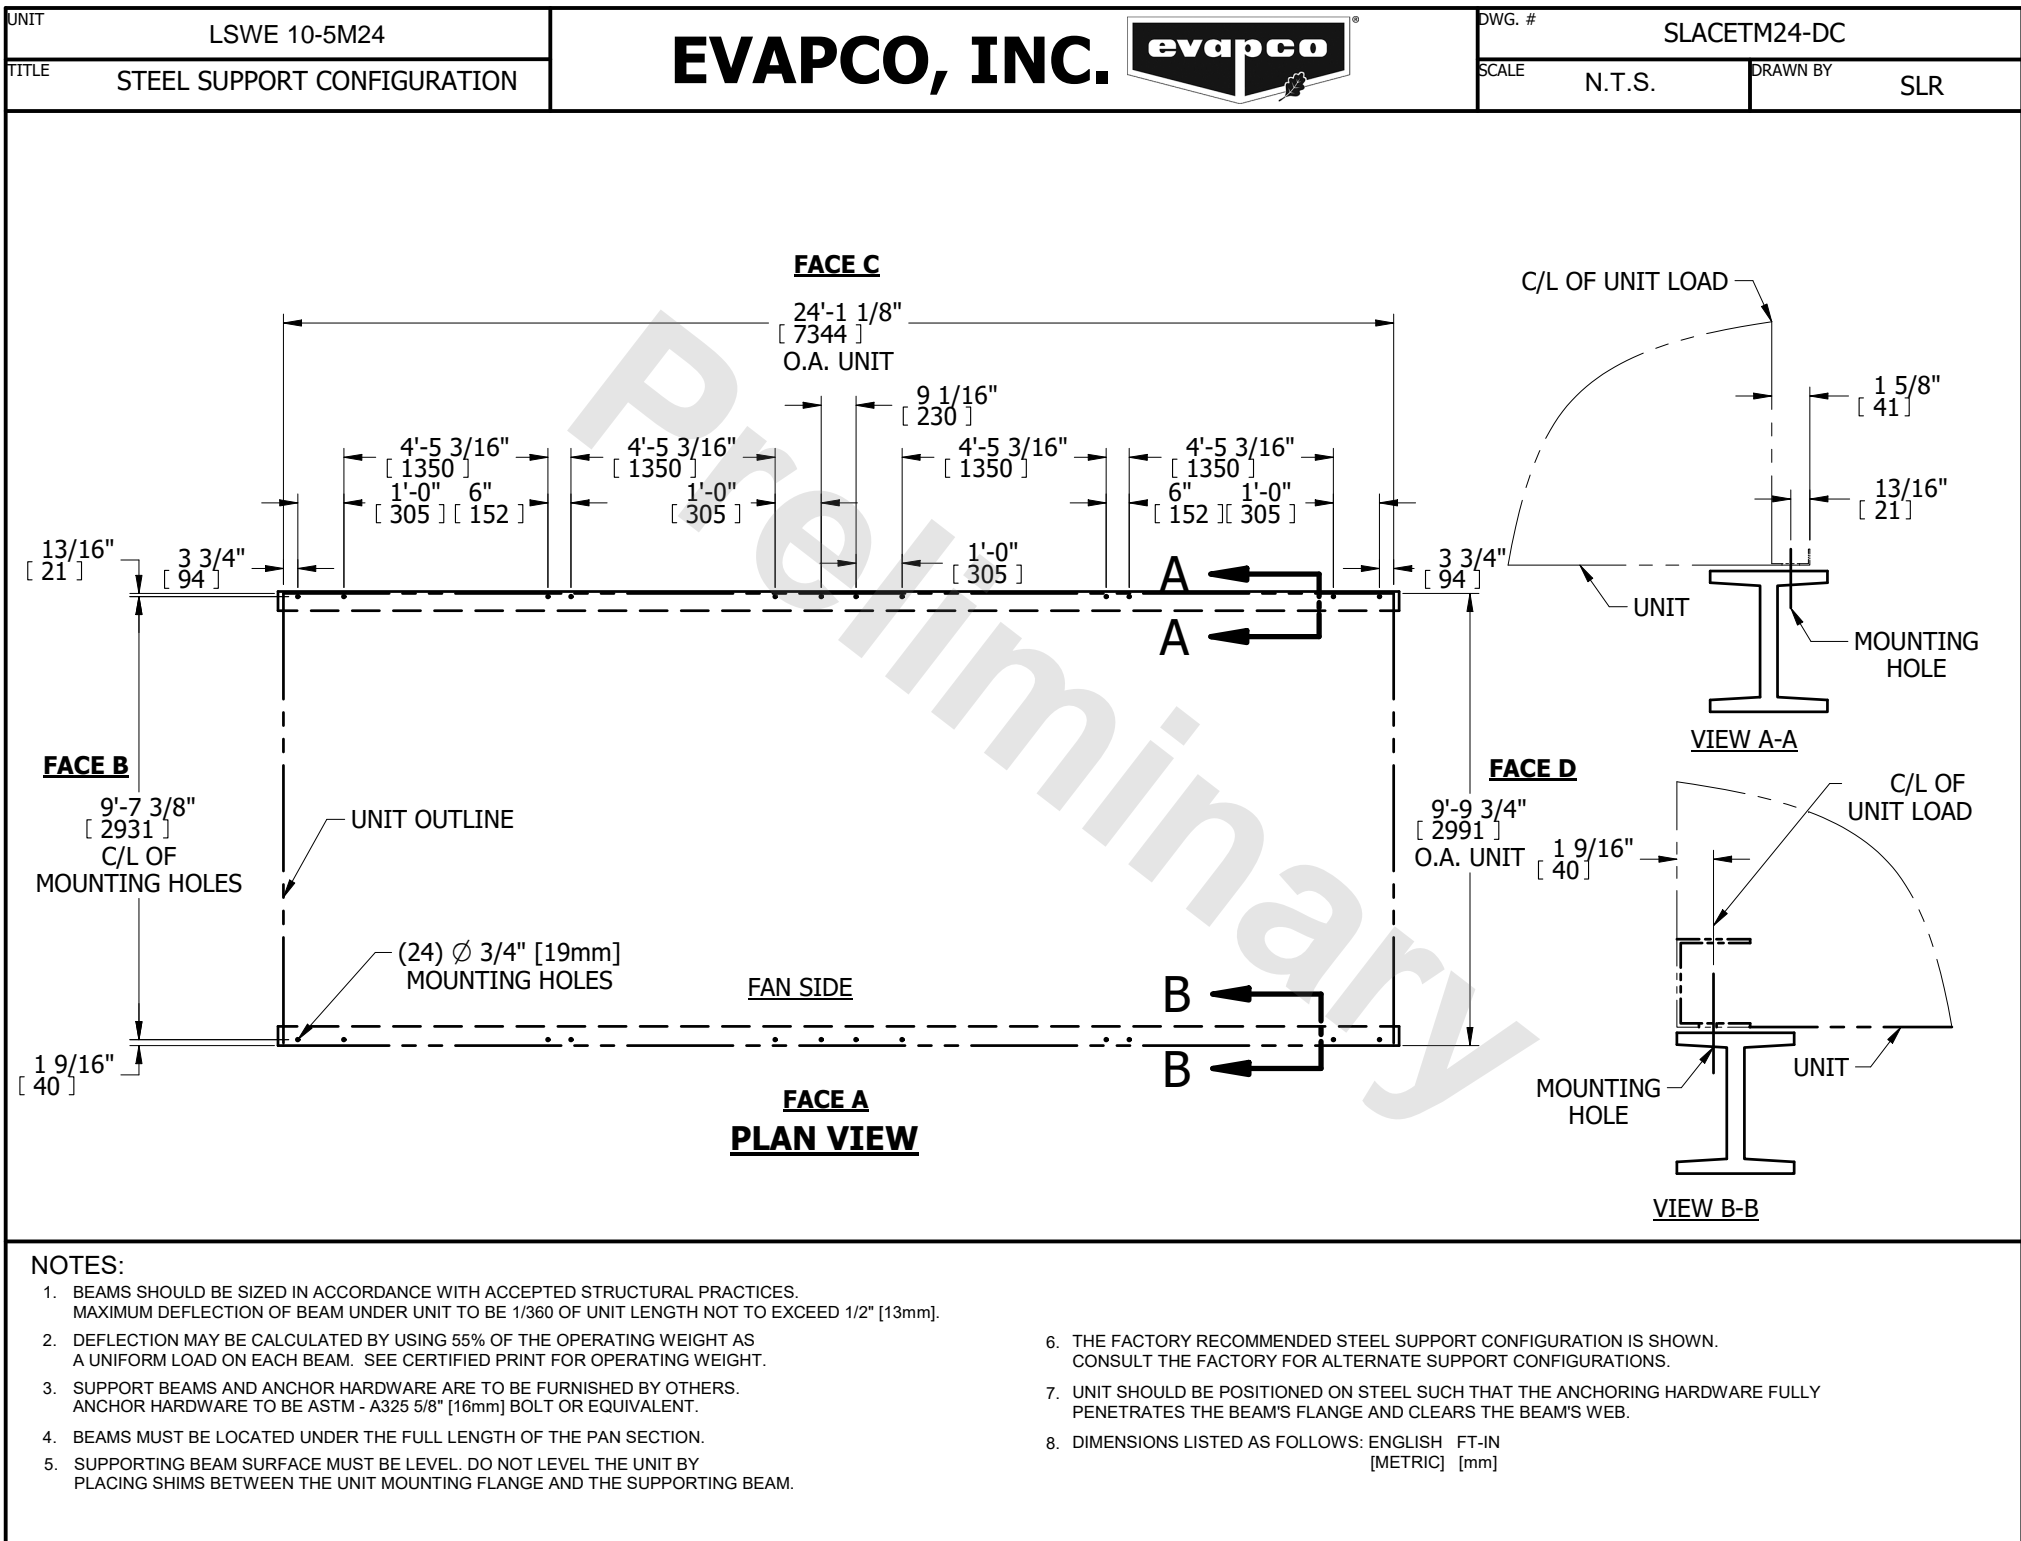 UNIT
LSWE 10-5M24
TITLE
STEEL SUPPORT CONFIGURATION
EVAPCO, INC.
evapco
®
DWG. #
SLACETM24-DC
SCALE
N.T.S.
DRAWN BY
SLR
FACE C
24'-1 1/8"
[ 7344 ]
O.A. UNIT
9 1/16"
[ 230 ]
4'-5 3/16"
[ 1350 ]
4'-5 3/16"
[ 1350 ]
4'-5 3/16"
[ 1350 ]
4'-5 3/16"
[ 1350 ]
1'-0"
[ 305 ]
6"
[ 152 ]
1'-0"
[ 305 ]
6"
[ 152 ]
1'-0"
[ 305 ]
13/16"
[ 21 ]
3 3/4"
[ 94 ]
1'-0"
[ 305 ]
3 3/4"
[ 94 ]
A
A
FACE B
9'-7 3/8"
[ 2931 ]
C/L OF
MOUNTING HOLES
UNIT OUTLINE
FACE D
9'-9 3/4"
[ 2991 ]
O.A. UNIT
(24) Ø 3/4" [19mm]
MOUNTING HOLES
FAN SIDE
B
B
1 9/16"
[ 40 ]
FACE A
PLAN VIEW
Preliminary
C/L OF UNIT LOAD
1 5/8"
[ 41 ]
13/16"
[ 21 ]
UNIT
MOUNTING
HOLE
VIEW A-A
C/L OF
UNIT LOAD
1 9/16"
[ 40 ]
UNIT
MOUNTING
HOLE
VIEW B-B
NOTES:
1. BEAMS SHOULD BE SIZED IN ACCORDANCE WITH ACCEPTED STRUCTURAL PRACTICES.
MAXIMUM DEFLECTION OF BEAM UNDER UNIT TO BE 1/360 OF UNIT LENGTH NOT TO EXCEED 1/2" [13mm].
2. DEFLECTION MAY BE CALCULATED BY USING 55% OF THE OPERATING WEIGHT AS
A UNIFORM LOAD ON EACH BEAM. SEE CERTIFIED PRINT FOR OPERATING WEIGHT.
3. SUPPORT BEAMS AND ANCHOR HARDWARE ARE TO BE FURNISHED BY OTHERS.
ANCHOR HARDWARE TO BE ASTM - A325 5/8" [16mm] BOLT OR EQUIVALENT.
4. BEAMS MUST BE LOCATED UNDER THE FULL LENGTH OF THE PAN SECTION.
5. SUPPORTING BEAM SURFACE MUST BE LEVEL. DO NOT LEVEL THE UNIT BY
PLACING SHIMS BETWEEN THE UNIT MOUNTING FLANGE AND THE SUPPORTING BEAM.
6. THE FACTORY RECOMMENDED STEEL SUPPORT CONFIGURATION IS SHOWN.
CONSULT THE FACTORY FOR ALTERNATE SUPPORT CONFIGURATIONS.
7. UNIT SHOULD BE POSITIONED ON STEEL SUCH THAT THE ANCHORING HARDWARE FULLY
PENETRATES THE BEAM'S FLANGE AND CLEARS THE BEAM'S WEB.
8. DIMENSIONS LISTED AS FOLLOWS: ENGLISH FT-IN
[METRIC] [mm]